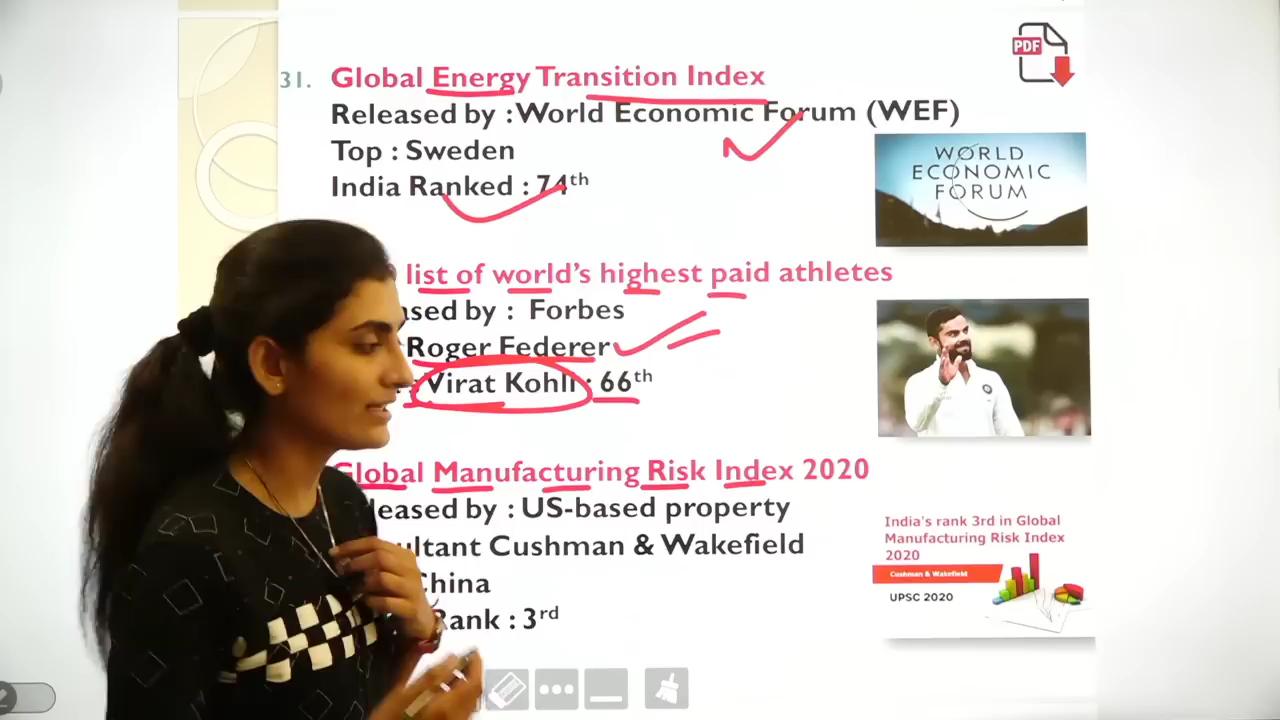 PDF
31. Global Energy Transition Index
Released by : World Economic Forum (WEF)
Top : Sweden
India Ranked : 74th
WORLD
ECONOMIC
FORUM
list of world's highest paid athletes
by : Forbes
Roger Federer
Virat Kohli : 66th
Global Manufacturing Risk Index 2020
by : US-based property
Cushman & Wakefield
China
Rank : 3rd
India's rank 3rd in Global
Manufacturing Risk Index
2020
Cushman & Wakefield
UPSC 2020